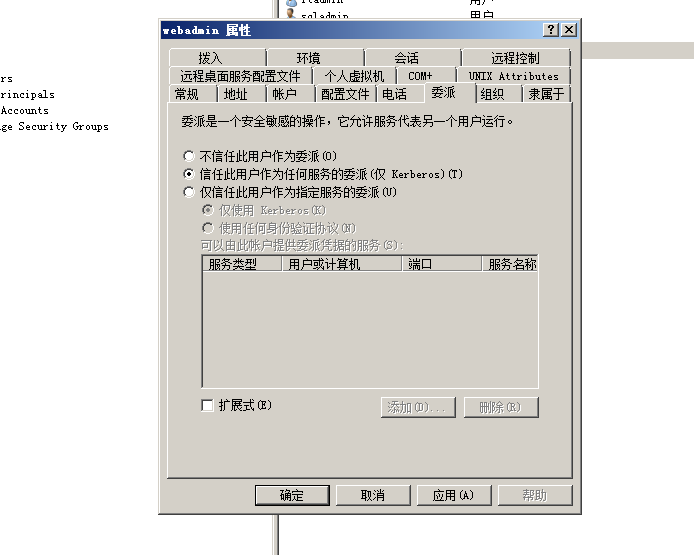 radmin 用户
sqladmin 用户
webadmin 属性
拨入 环境 会话 远程控制
远程桌面服务配置文件 个人虚拟机 COM+ UNIX Attributes
常规 地址 帐户 配置文件 电话 委派 组织 隶属于
rs
rincipals
Accounts
ge Security Groups
委派是一个安全敏感的操作，它允许服务代表另一个用户运行。
不信任此用户作为委派(O)
信任此用户作为任何服务的委派(仅 Kerberos)(T)
仅信任此用户作为指定服务的委派(U)
仅使用 Kerberos(K)
使用任何身份验证协议(N)
可以由此帐户提供委派凭据的服务(S):
服务类型 用户或计算机 端口 服务名称
扩展式(E)
添加(D)... 删除(R)
确定 取消 应用(A) 帮助